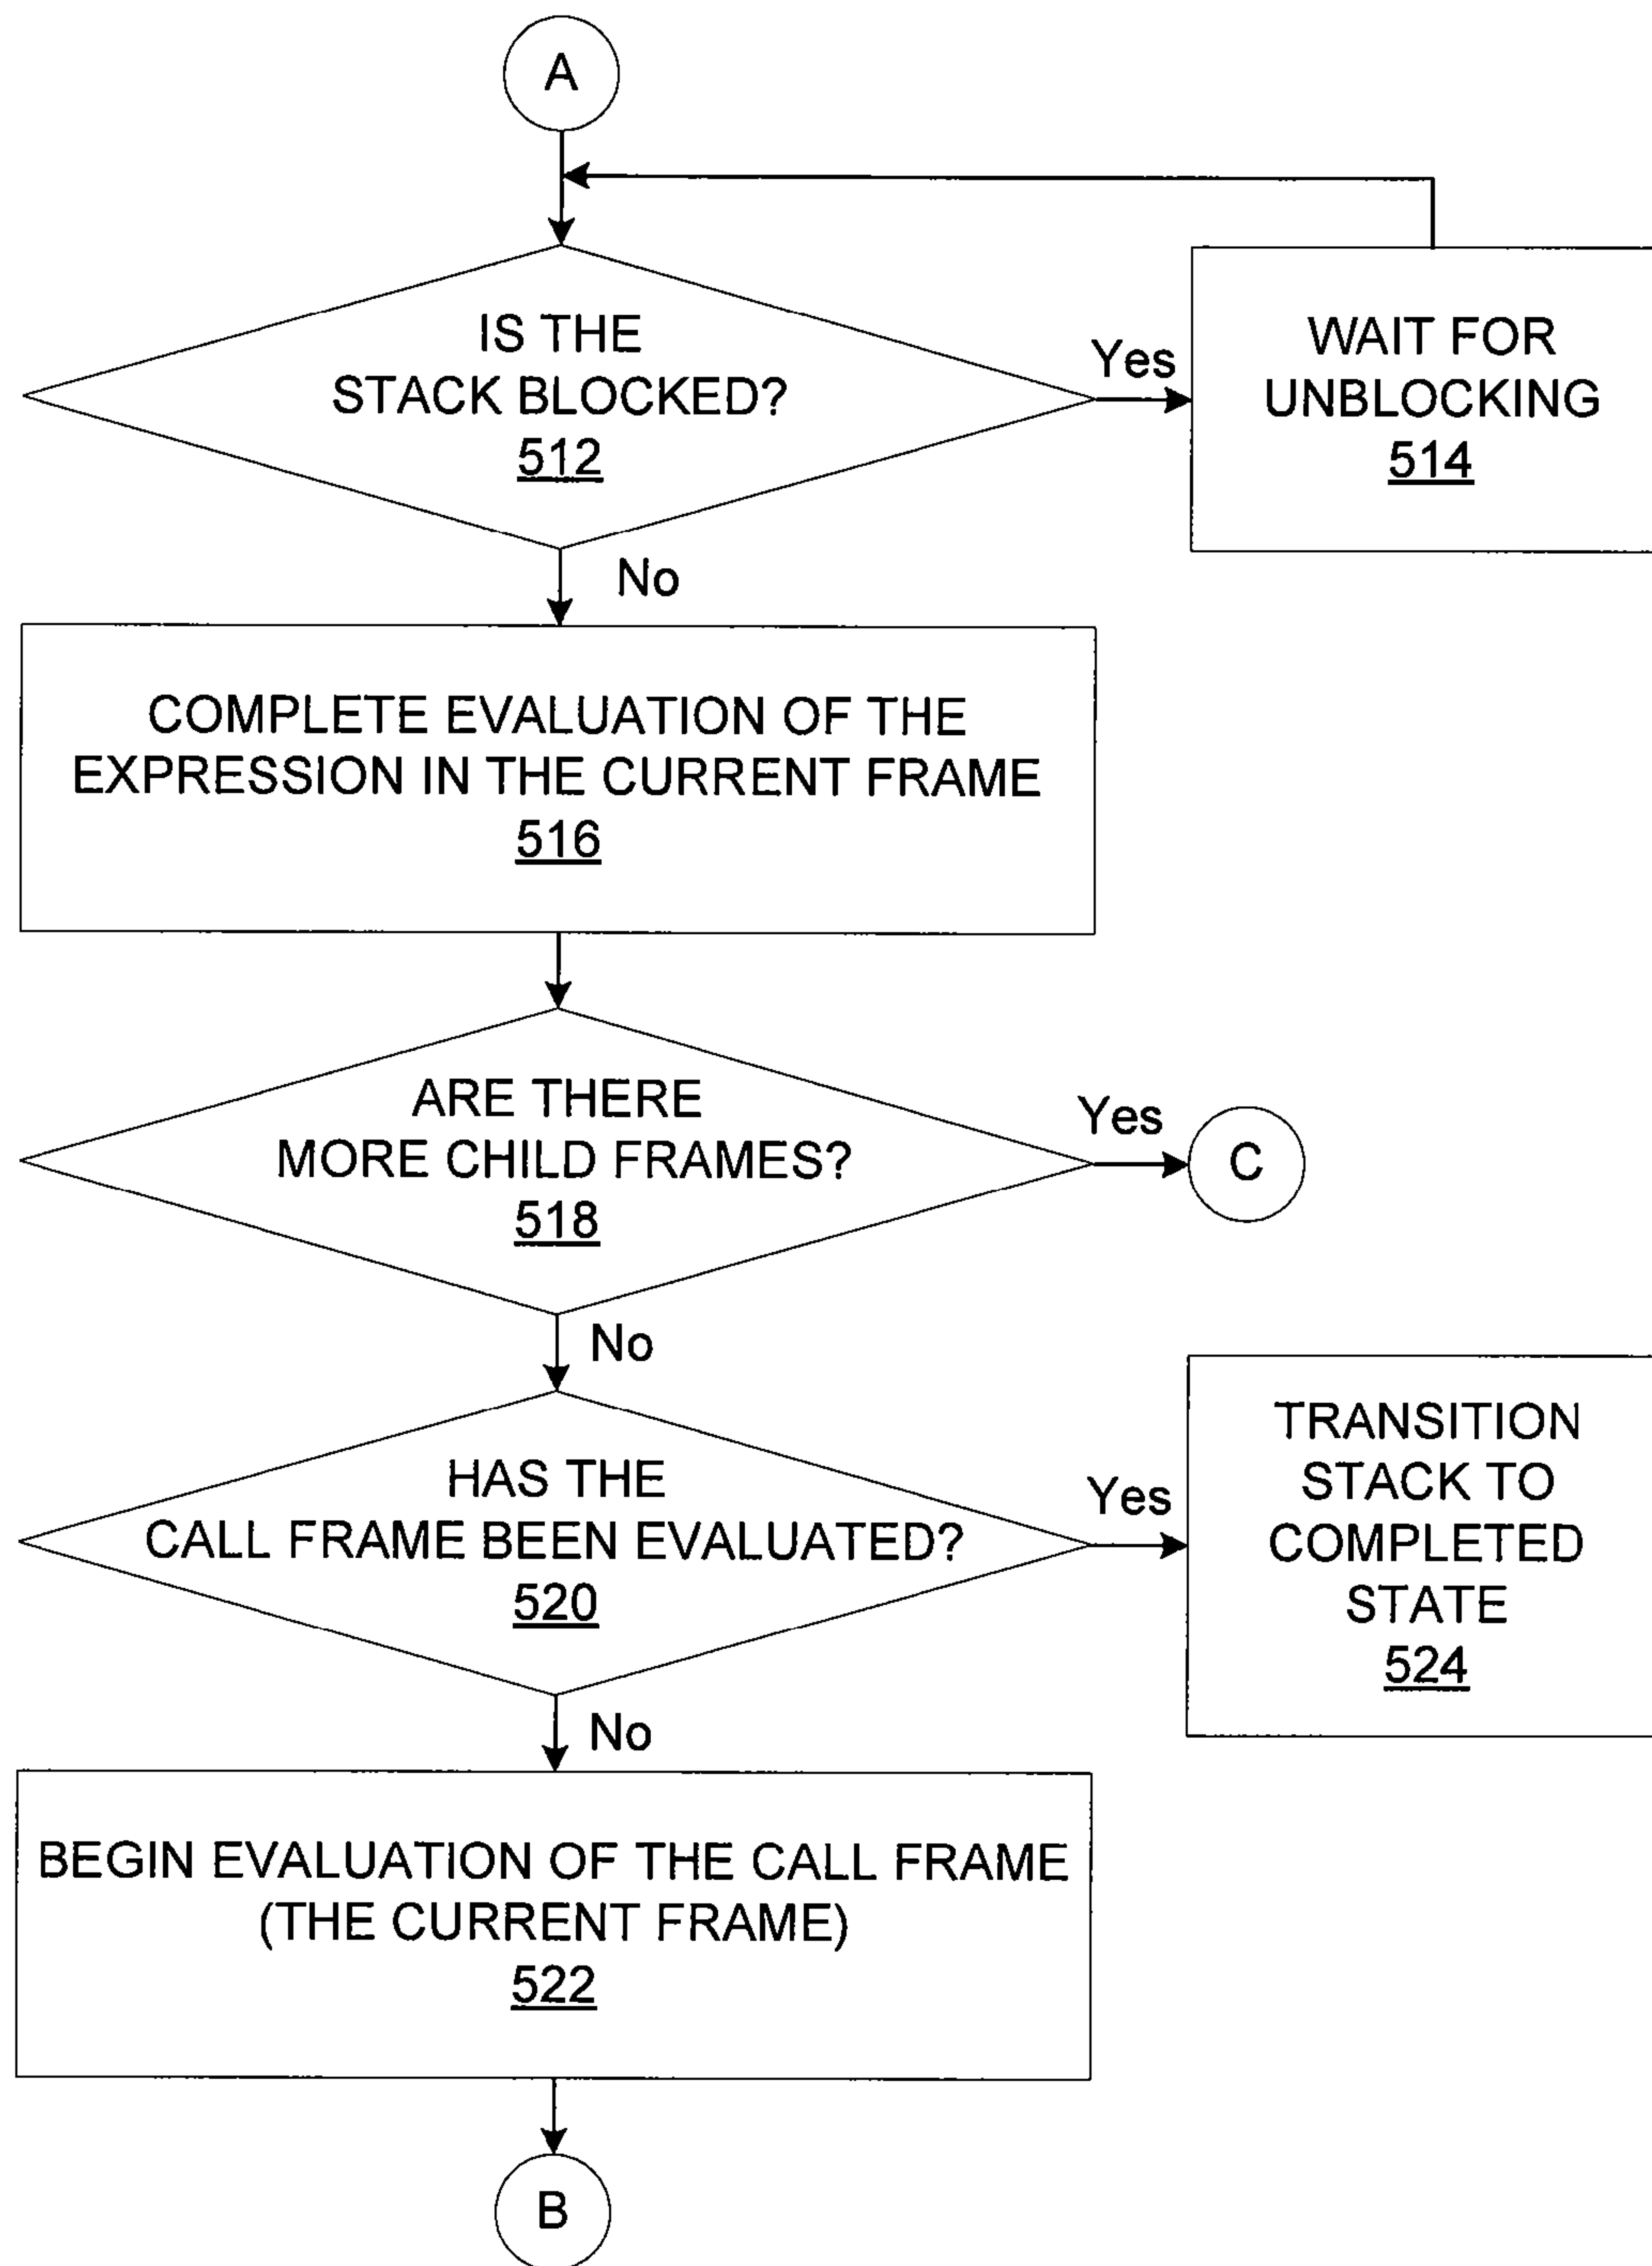 A
IS THE
STACK BLOCKED?
512
Yes
WAIT FOR
UNBLOCKING
514
No
COMPLETE EVALUATION OF THE
EXPRESSION IN THE CURRENT FRAME
516
ARE THERE
MORE CHILD FRAMES?
518
Yes
C
No
HAS THE
CALL FRAME BEEN EVALUATED?
520
Yes
TRANSITION
STACK TO
COMPLETED
STATE
524
No
BEGIN EVALUATION OF THE CALL FRAME
(THE CURRENT FRAME)
522
B